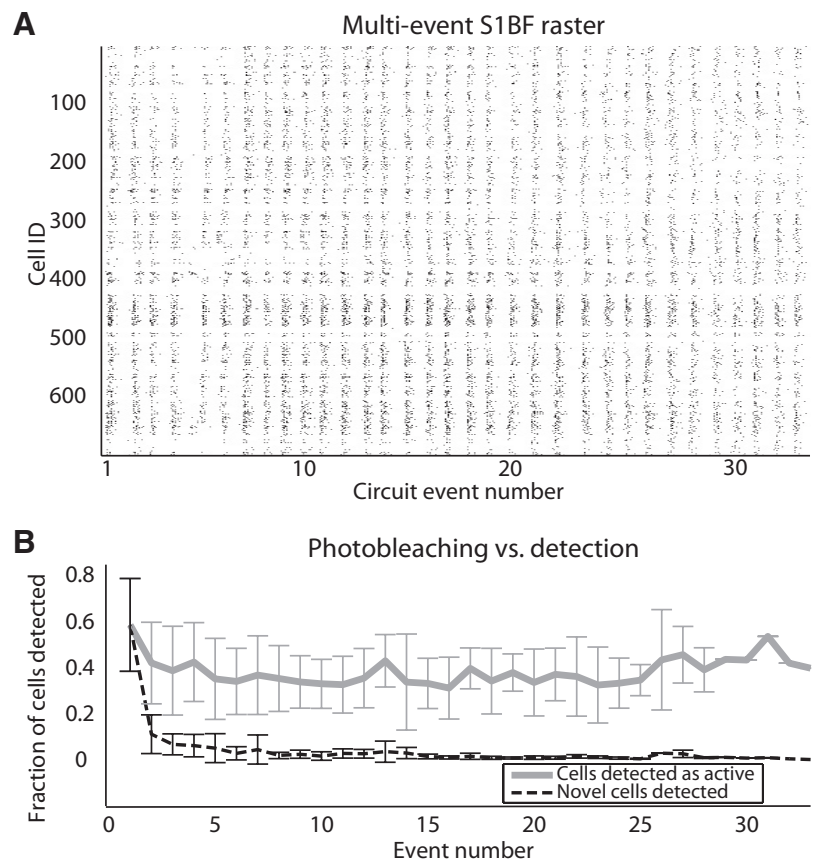 A
Multi-event S1BF raster
Cell ID
100
200
300
400
500
600
1 10 20 30
Circuit event number
B
Photobleaching vs. detection
Fraction of cells detected
0.8
0.6
0.4
0.2
0
Cells detected as active
Novel cells detected
0 5 10 15 20 25 30
Event number